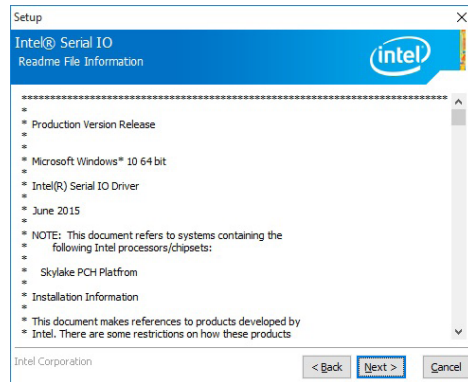 Setup
Intel® Serial IO
Readme File Information
intel
***************************************************************************
*
* Production Version Release
*
*
* Microsoft Windows* 10 64 bit
*
* Intel(R) Serial IO Driver
*
* June 2015
*
* NOTE: This document refers to systems containing the
* following Intel processors/chipsets:
*
* Skylake PCH Platfrom
*
* Installation Information
*
* This document makes references to products developed by
* Intel. There are some restrictions on how these products
Intel Corporation
< Back Next > Cancel